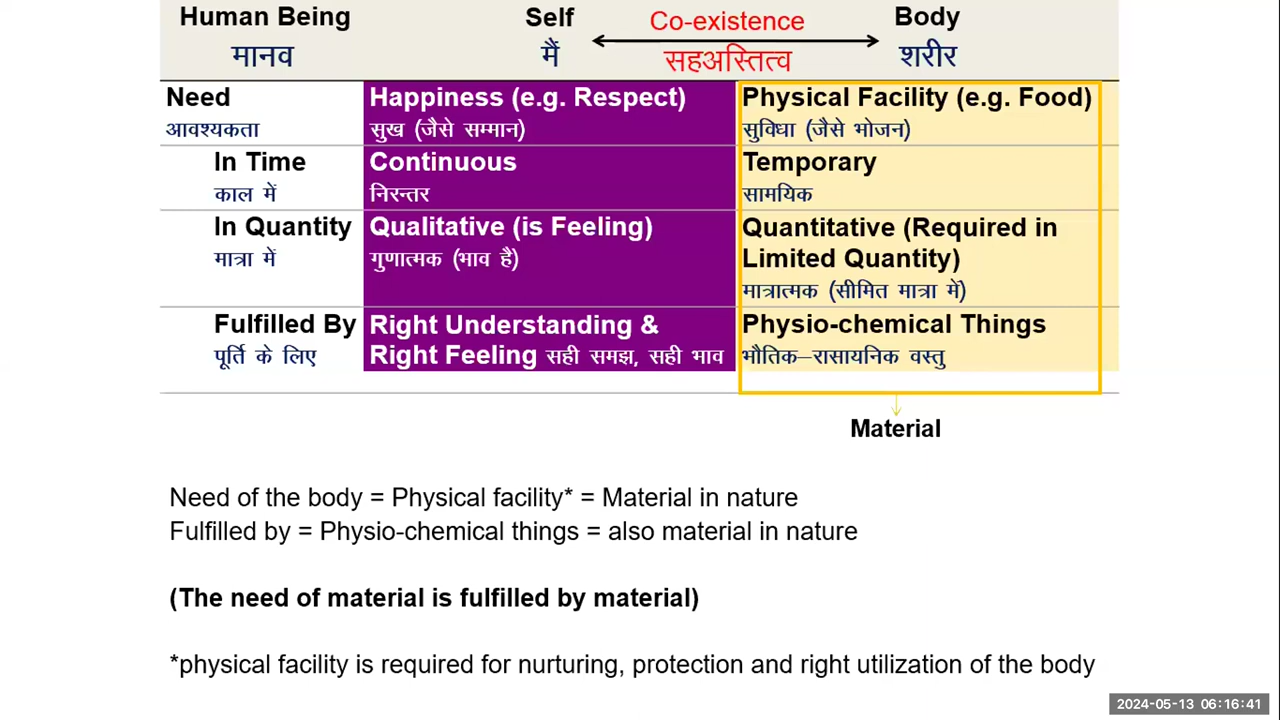 Human Being Self Co-existence Body
मानव मैं सहअस्तित्व शरीर
Need Happiness (e.g. Respect) Physical Facility (e.g. Food)
आवश्यकता सुख (जैसे सम्मान) सुविधा (जैसे भोजन)
In Time Continuous Temporary
काल में निरन्तर सामयिक
In Quantity Qualitative (is Feeling) Quantitative (Required in
Limited Quantity)
मात्रा में गुणात्मक (भाव है) मात्रात्मक (सीमित मात्रा में)
Fulfilled By Right Understanding & Physio-chemical Things
पूर्ति के लिए Right Feeling सही समझ, सही भाव भौतिक–रासायनिक वस्तु
Material
Need of the body = Physical facility* = Material in nature
Fulfilled by = Physio-chemical things = also material in nature
(The need of material is fulfilled by material)
*physical facility is required for nurturing, protection and right utilization of the body
2024-05-13 06:16:41